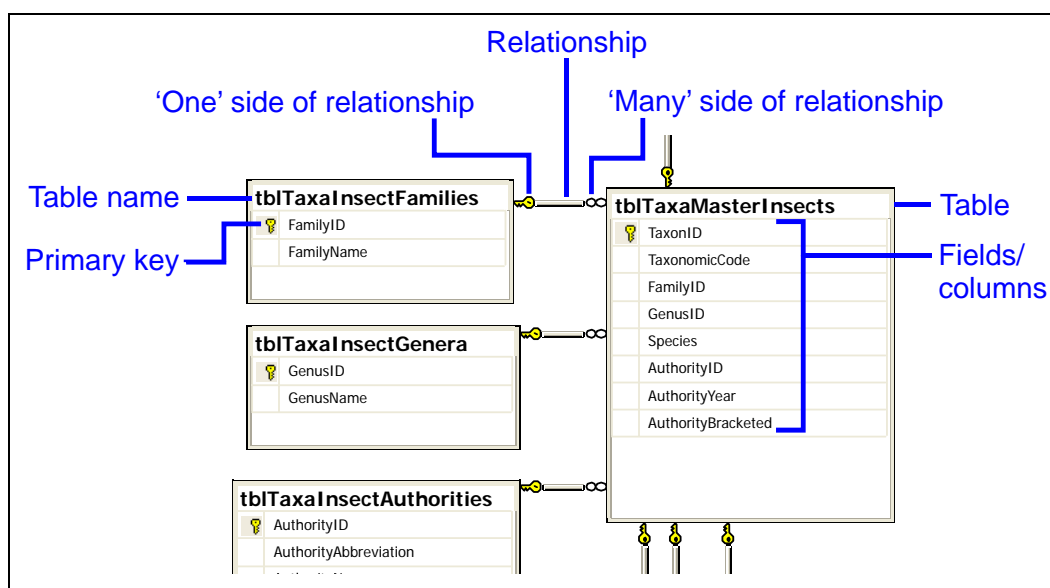 Relationship
'One' side of relationship
'Many' side of relationship
Table name
Primary key
tblTaxaInsectFamilies
FamilyID
FamilyName
tblTaxaInsectGenera
GenusID
GenusName
tblTaxaInsectAuthorities
AuthorityID
AuthorityAbbreviation
tblTaxaMasterInsects
TaxonID
TaxonomicCode
FamilyID
GenusID
Species
AuthorityID
AuthorityYear
AuthorityBracketed
Table
Fields/
columns